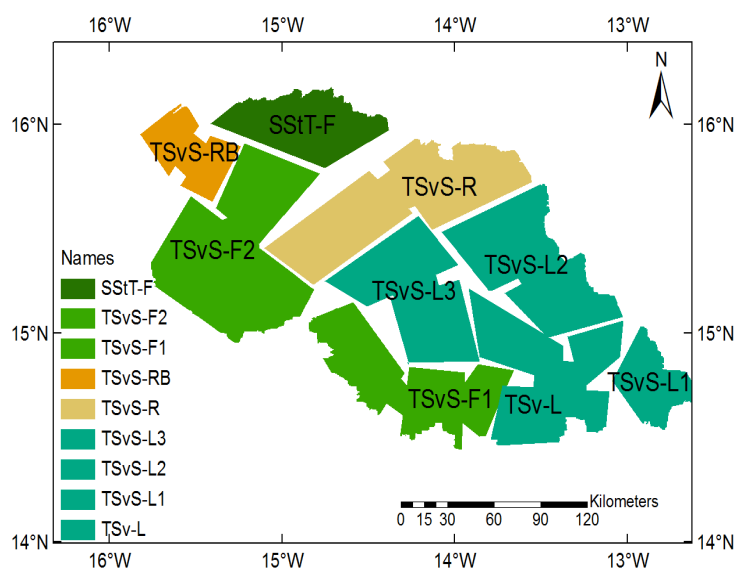 16°W 15°W 14°W 13°W
N
16°N 16°N
SStT-F
TSvS-RB
TSvS-R
TSvS-F2
TSvS-L2
TSvS-L3
Names
SStT-F
TSvS-F2
TSvS-F1
TSvS-RB
TSvS-R
TSvS-L3
TSvS-L2
TSvS-L1
TSv-L
15°N 15°N
TSvS-L1
TSvS-F1
TSv-L
Kilometers
0 15 30 60 90 120
14°N 14°N
16°W 15°W 14°W 13°W